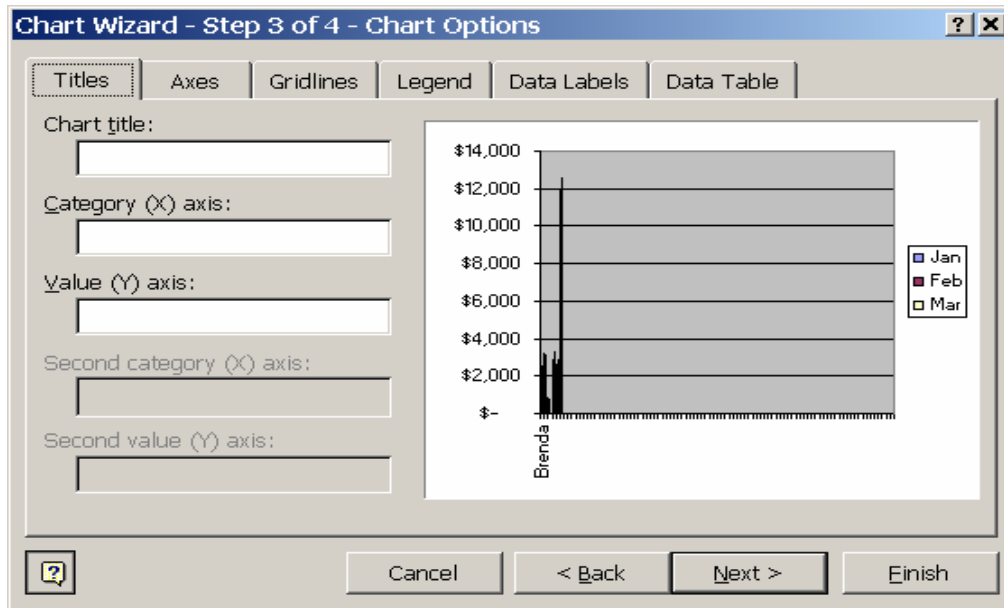 Chart Wizard - Step 3 of 4 - Chart Options
? X
Titles Axes Gridlines Legend Data Labels Data Table
Chart title:
Category (X) axis:
Value (Y) axis:
Second category (X) axis:
Second value (Y) axis:
$14,000
$12,000
$10,000
$8,000
$6,000
$4,000
$2,000
$-
Brenda
Jan
Feb
Mar
?
Cancel < Back Next > Finish